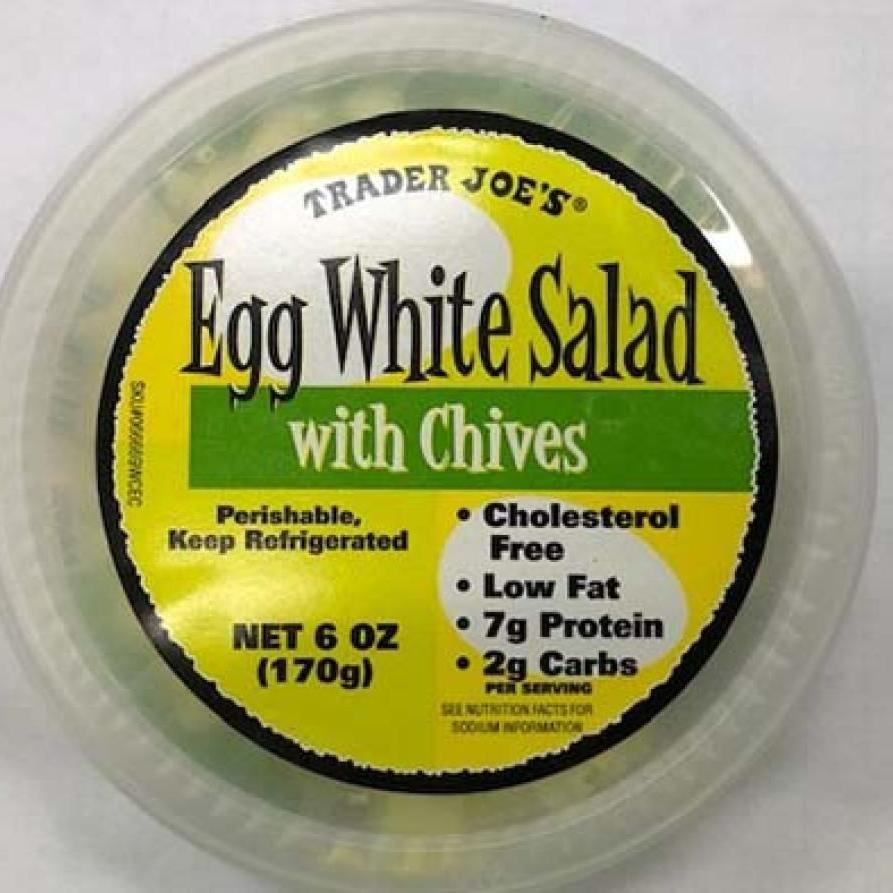 TRADER JOE'S®
Egg White Salad
with Chives
Perishable,
Keep Refrigerated
NET 6 OZ
(170g)
• Cholesterol
Free
• Low Fat
• 7g Protein
• 2g Carbs
PER SERVING
SEE NUTRITION FACTS FOR
SODIUM INFORMATION